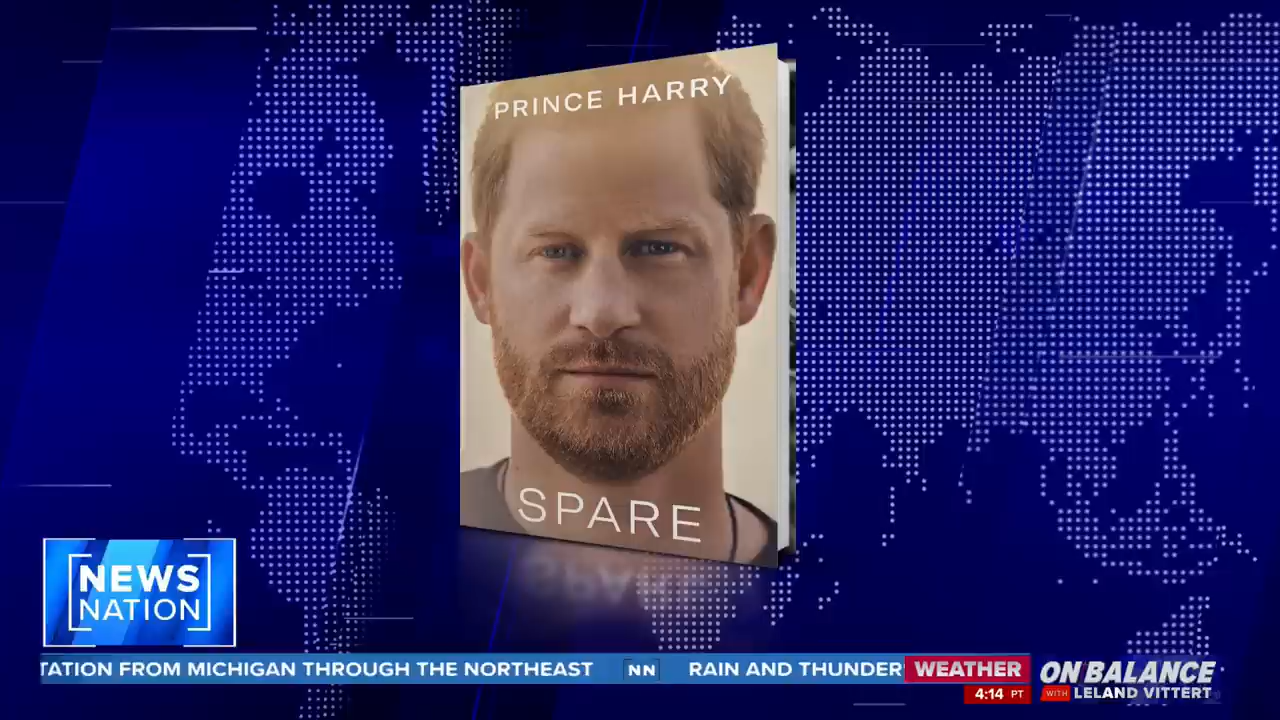 PRINCE HARRY
SPARE
NEWS
NATION
TATION FROM MICHIGAN THROUGH THE NORTHEAST NN RAIN AND THUNDER
WEATHER
4:14 PT
ON BALANCE
WITH LELAND VITTERT